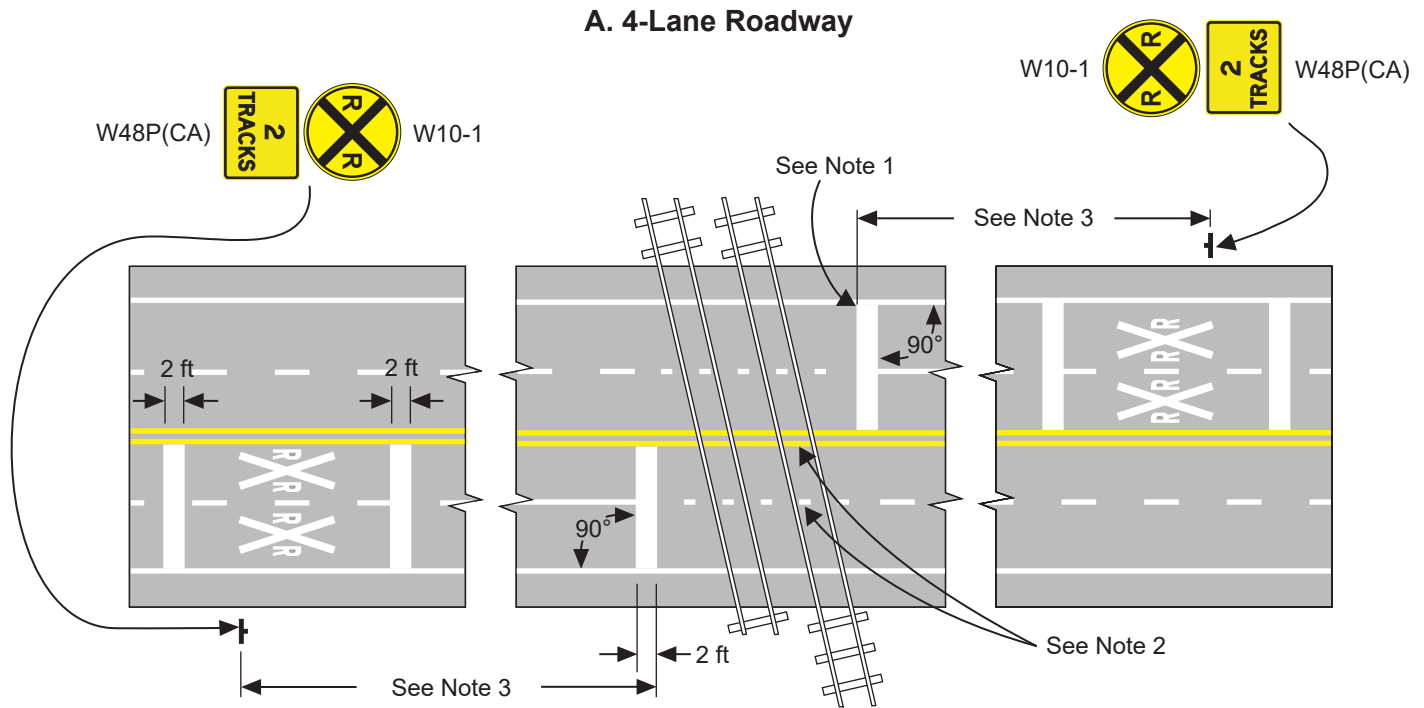 A. 4-Lane Roadway
W10-1
R
R
2
TRACKS
W48P(CA)
W48P(CA)
2
TRACKS
R
R
W10-1
See Note 1
See Note 3
90°
2 ft
2 ft
R
R
I
R
R
R
R
I
R
R
90°
2 ft
See Note 2
See Note 3